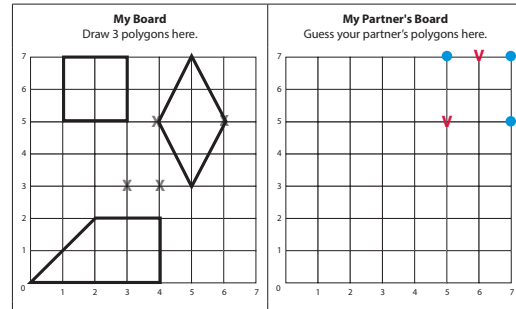 My Board
Draw 3 polygons here.
7
6
5
4
3
2
1
0
1 2 3 4 5 6 7
X X
X X
My Partner's Board
Guess your partner's polygons here.
7
6
5
4
3
2
1
0
1 2 3 4 5 6 7
V
V